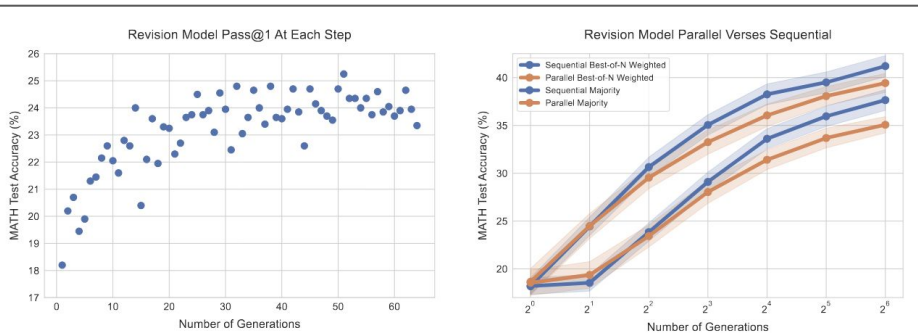 Revision Model Pass@1 At Each Step
26
25
24
23
22
21
20
19
18
17
0 10 20 30 40 50 60
MATH Test Accuracy (%)
Number of Generations
Revision Model Parallel Verses Sequential
Sequential Best-of-N Weighted
Parallel Best-of-N Weighted
Sequential Majority
Parallel Majority
40
35
30
25
20
2^0 2^1 2^2 2^3 2^4 2^5 2^6
MATH Test Accuracy (%)
Number of Generations